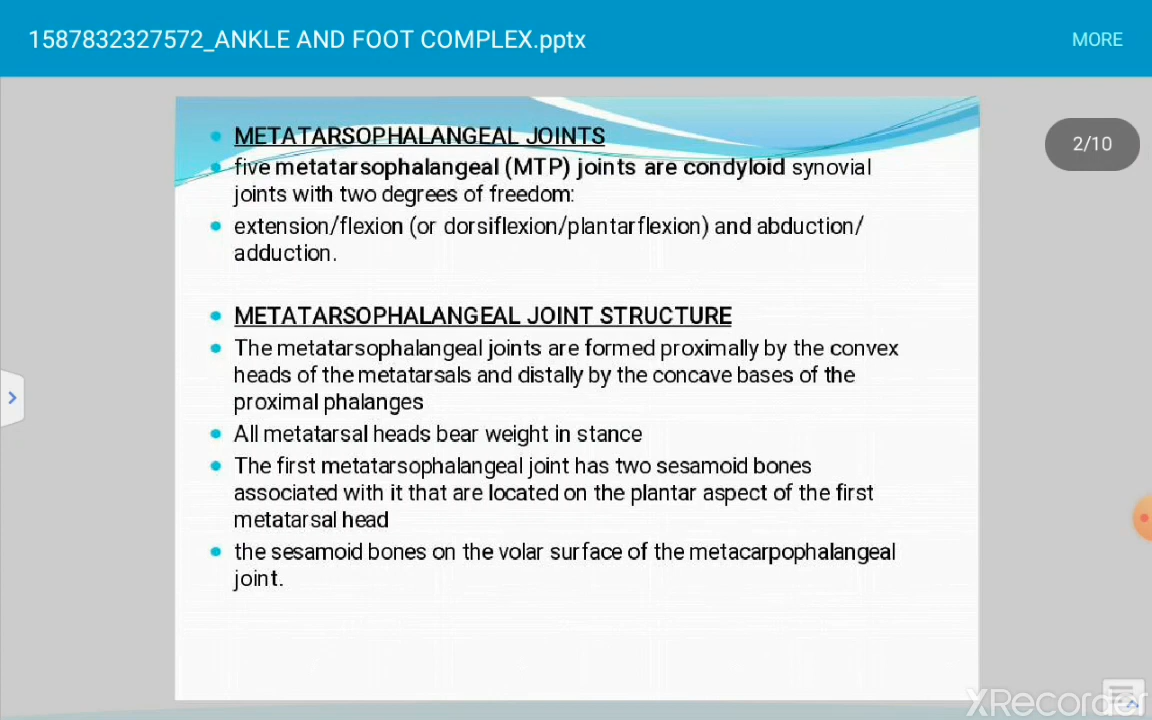 1587832327572_ANKLE AND FOOT COMPLEX.pptx
MORE
2/10
METATARSOPHALANGEAL JOINTS
five metatarsophalangeal (MTP) joints are condyloid synovial
joints with two degrees of freedom:
extension/flexion (or dorsiflexion/plantarflexion) and abduction/
adduction.
METATARSOPHALANGEAL JOINT STRUCTURE
The metatarsophalangeal joints are formed proximally by the convex
heads of the metatarsals and distally by the concave bases of the
proximal phalanges
All metatarsal heads bear weight in stance
The first metatarsophalangeal joint has two sesamoid bones
associated with it that are located on the plantar aspect of the first
metatarsal head
the sesamoid bones on the volar surface of the metacarpophalangeal
joint.
XRecorder